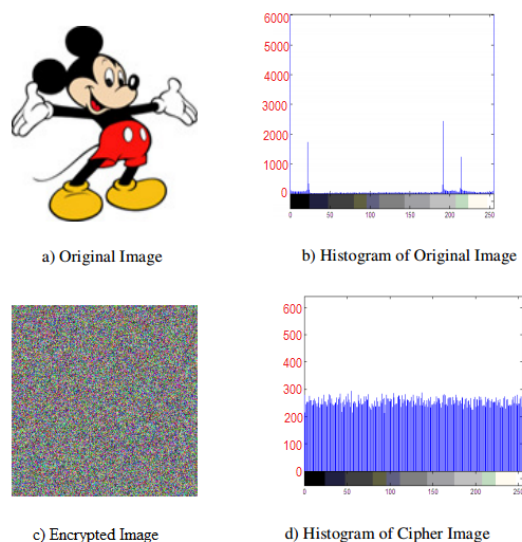 6000
5000
4000
3000
2000
1000
0
0 50 100 150 200 250
a) Original Image
b) Histogram of Original Image
600
500
400
300
200
100
0
0 50 100 150 200 250
c) Encrypted Image
d) Histogram of Cipher Image